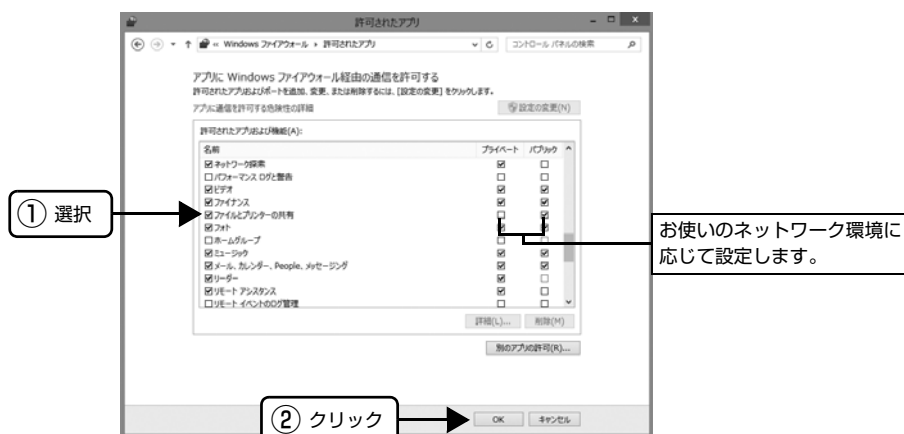 許可されたアプリ
« Windows ファイアウォール ▸ 許可されたアプリ
コントロール パネルの検索
アプリに Windows ファイアウォール経由の通信を許可する
許可されたアプリおよびポートを追加、変更、または削除するには、[設定の変更] をクリックします。
アプリに通信を許可する危険性の詳細
設定の変更(N)
許可されたアプリおよび機能(A):
名前 プライベート パブリック
ネットワーク探索
パフォーマンス ログと警告
ビデオ
ファイナンス
ファイルとプリンターの共有
フォト
ホームグループ
ミュージック
メール、カレンダー、People、メッセージング
リーダー
リモート アシスタンス
リモート イベントのログ管理
① 選択
お使いのネットワーク環境に
応じて設定します。
詳細(L)... 削除(M)
別のアプリの許可(R)...
② クリック
OK キャンセル